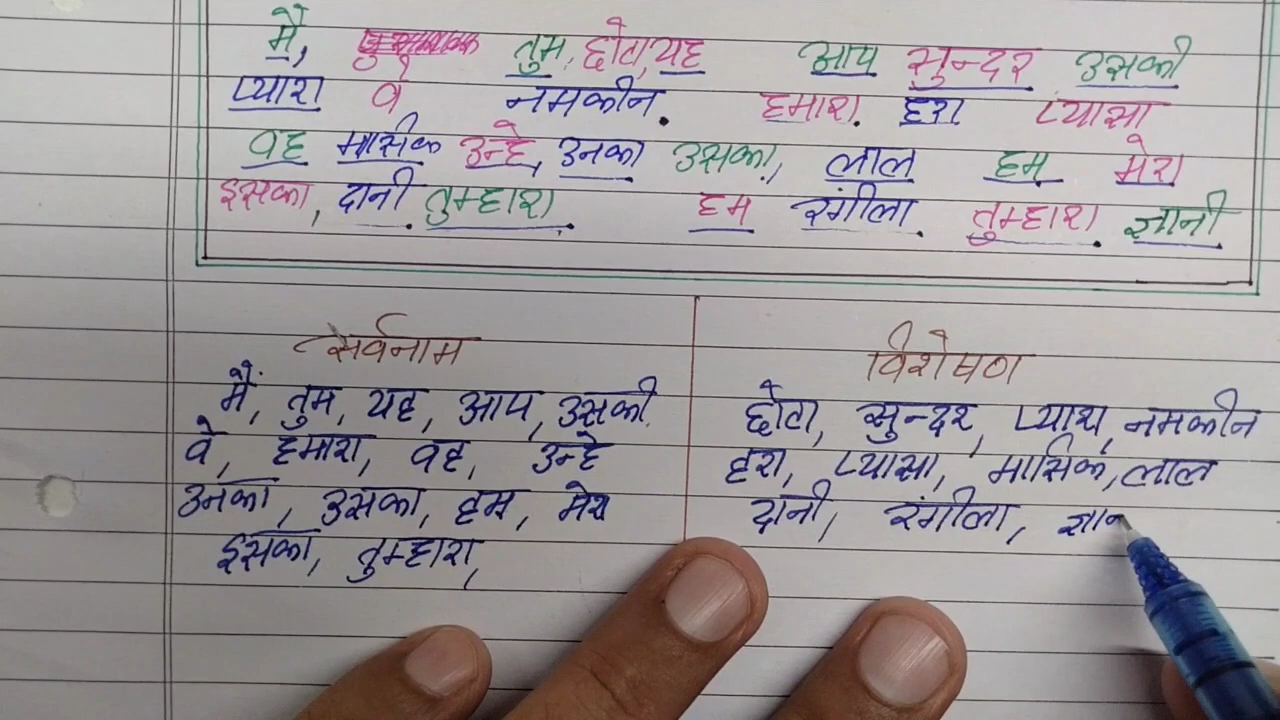 मै, तुम, छोटा, यह आप सुन्दर उसकी
प्यारा वे नमकीन. हमारा. हरा प्यासा
वह मासिक उन्हे, उनका उसका, लाल हम मेरा
इसका, दानी तुम्हारा. हम रंगीला. तुम्हारा. ज्ञानी
सर्वनाम
मैं, तुम, यह, आप, उसकी
वे, हमारा, वह, उन्हे
उनका, उसका, हम, मेरा
इसका, तुम्हारा,
विशेषण
छोटा, सुन्दर, प्यारा, नमकीन
हरा, प्यासा, मासिक, लाल
दानी, रंगीला, ज्ञान